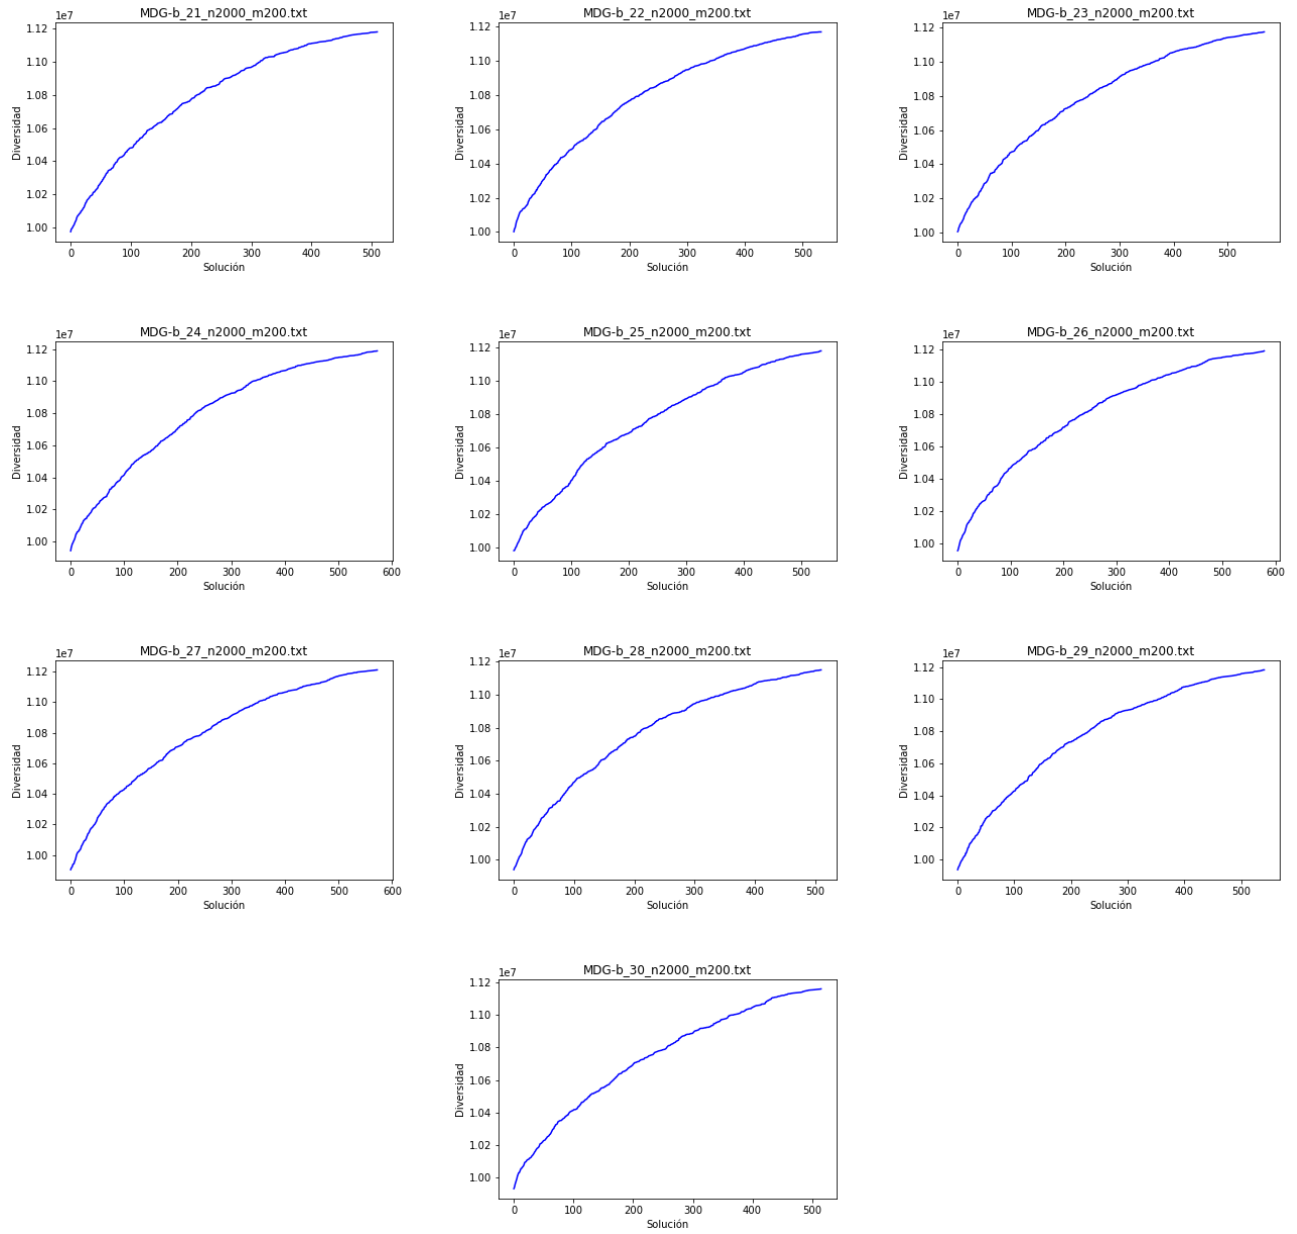 MDG-b_21_n2000_m200.txt
1e7
1.12
1.10
1.08
1.06
1.04
1.02
1.00
Diversidad
0 100 200 300 400 500
Solución
MDG-b_22_n2000_m200.txt
1e7
1.12
1.10
1.08
1.06
1.04
1.02
1.00
Diversidad
0 100 200 300 400 500
Solución
MDG-b_23_n2000_m200.txt
1e7
1.12
1.10
1.08
1.06
1.04
1.02
1.00
Diversidad
0 100 200 300 400 500
Solución
MDG-b_24_n2000_m200.txt
1e7
1.12
1.10
1.08
1.06
1.04
1.02
1.00
Diversidad
0 100 200 300 400 500 600
Solución
MDG-b_25_n2000_m200.txt
1e7
1.12
1.10
1.08
1.06
1.04
1.02
1.00
Diversidad
0 100 200 300 400 500
Solución
MDG-b_26_n2000_m200.txt
1e7
1.12
1.10
1.08
1.06
1.04
1.02
1.00
Diversidad
0 100 200 300 400 500 600
Solución
MDG-b_27_n2000_m200.txt
1e7
1.12
1.10
1.08
1.06
1.04
1.02
1.00
Diversidad
0 100 200 300 400 500 600
Solución
MDG-b_28_n2000_m200.txt
1e7
1.12
1.10
1.08
1.06
1.04
1.02
1.00
Diversidad
0 100 200 300 400 500
Solución
MDG-b_29_n2000_m200.txt
1e7
1.12
1.10
1.08
1.06
1.04
1.02
1.00
Diversidad
0 100 200 300 400 500
Solución
MDG-b_30_n2000_m200.txt
1e7
1.12
1.10
1.08
1.06
1.04
1.02
1.00
Diversidad
0 100 200 300 400 500
Solución